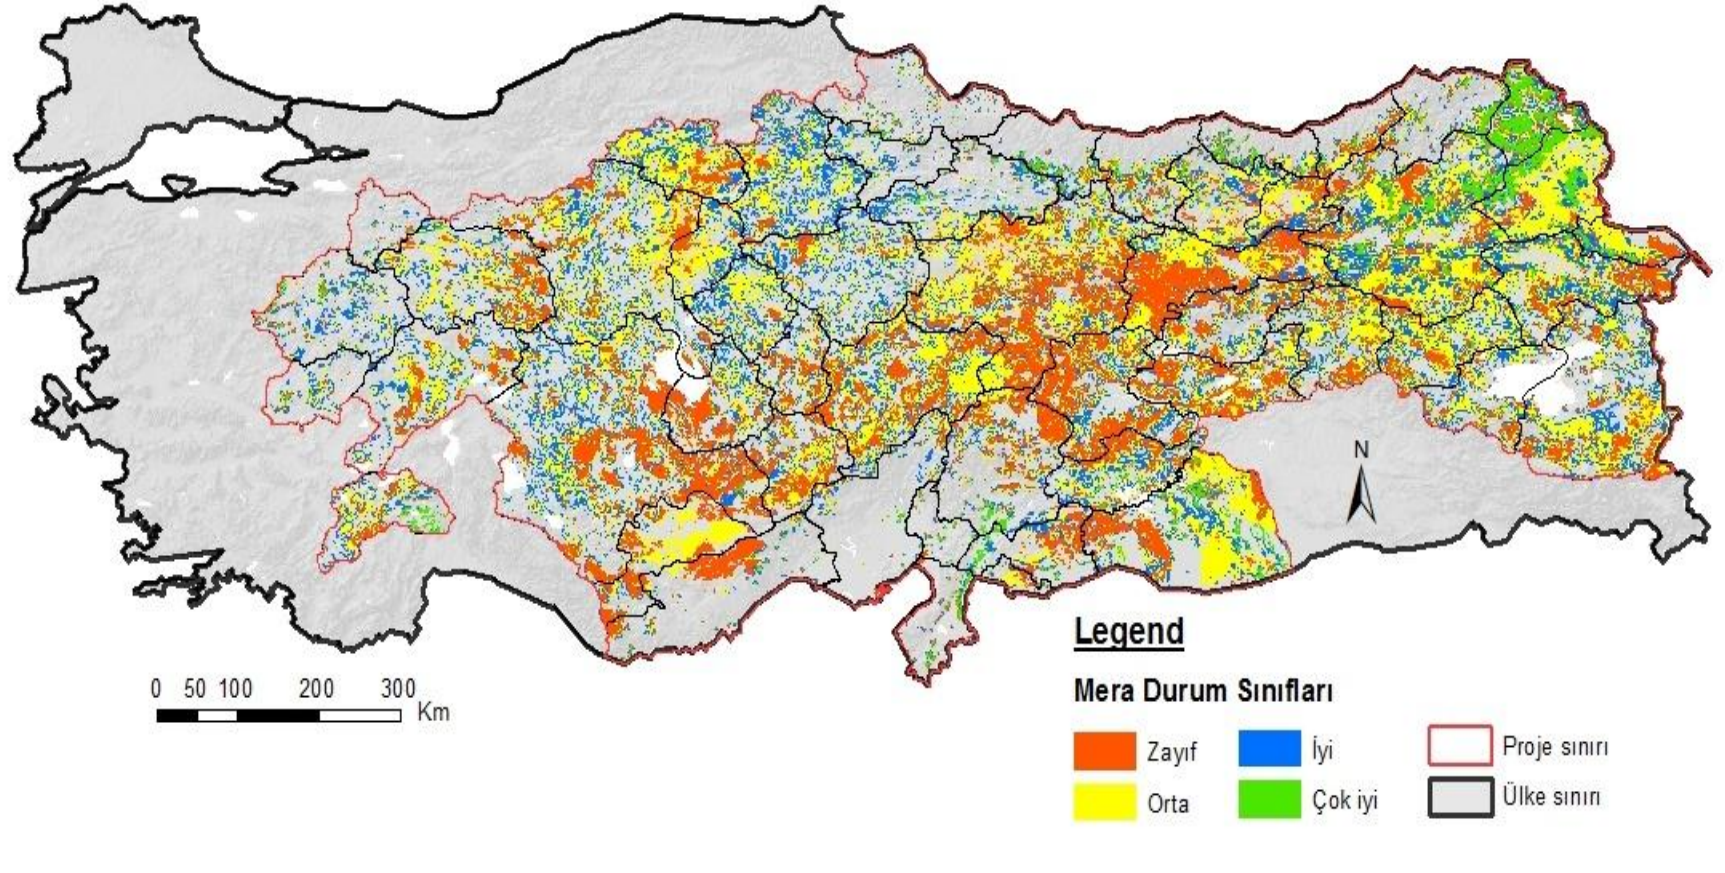 N
0 50 100 200 300
Km
Legend
Mera Durum Sınıfları
Zayıf İyi Proje sınırı
Orta Çok iyi Ülke sınırı